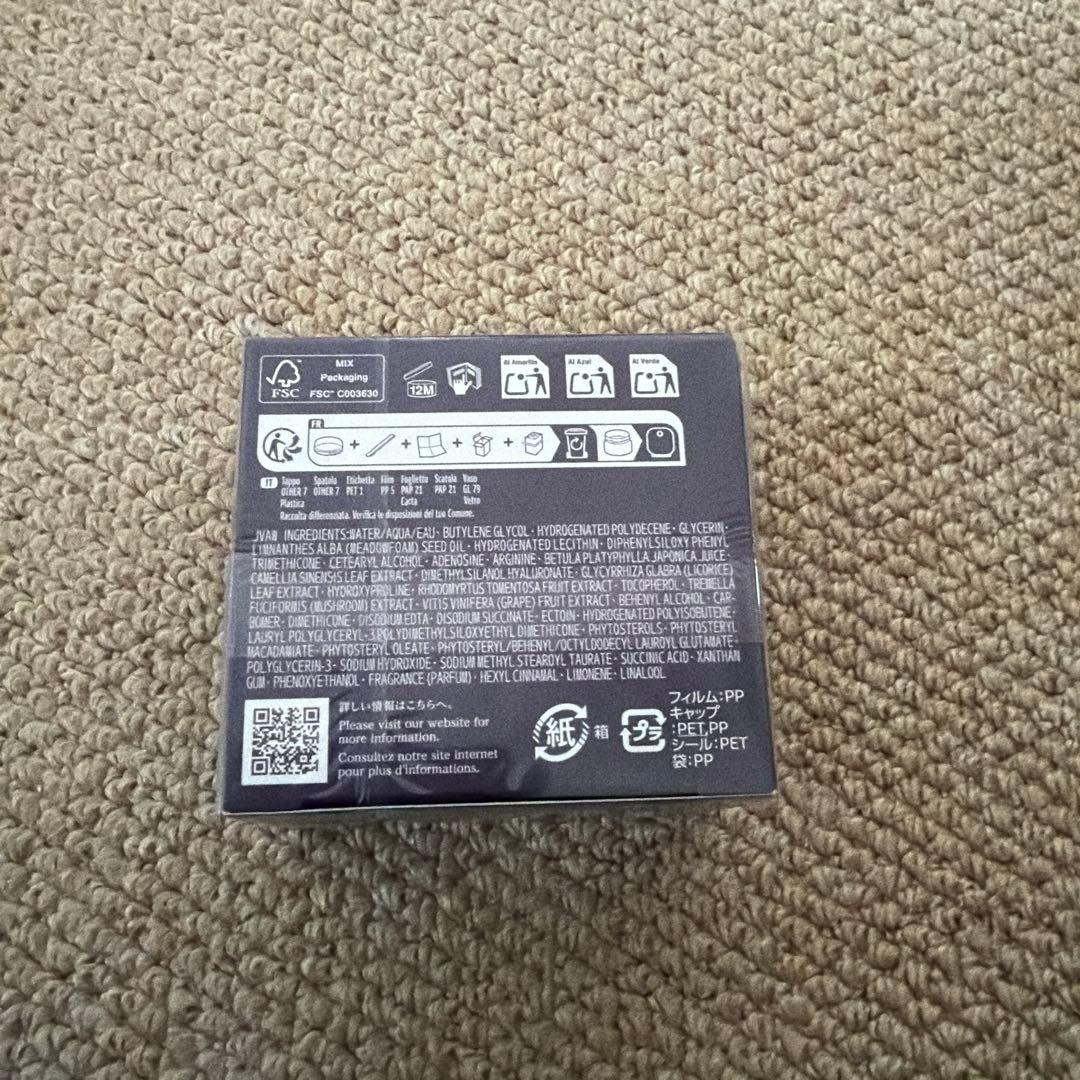 FSC
MIX
Packaging
FSC™ C003630
12M
Al Amarillo
Al Azul
Al Verde
FR
IT Tappo Spatola Etichetta Film Foglietto Scatola Vaso
OTHER 7 OTHER 7 PET 1 PP 5 PAP 21 PAP 21 GL 79
Plastica Carta Vetro
Raccolta differenziata. Verifica le disposizioni del tuo Comune.
JVAW INGREDIENTS:WATER/AQUA/EAU・BUTYLENE GLYCOL・HYDROGENATED POLYDECENE・GLYCERIN・
LIMNANTHES ALBA (MEADOWFOAM) SEED OIL・HYDROGENATED LECITHIN・DIPHENYLSILOXY PHENYL
TRIMETHICONE・CETEARYL ALCOHOL・ADENOSINE・ARGININE・BETULA PLATYPHYLLA JAPONICA JUICE・
CAMELLIA SINENSIS LEAF EXTRACT・DIMETHYLSILANOL HYALURONATE・GLYCYRRHIZA GLABRA (LICORICE)
LEAF EXTRACT・HYDROXYPROLINE・RHODOMYRTUS TOMENTOSA FRUIT EXTRACT・TOCOPHEROL・TREMELLA
FUCIFORMIS (MUSHROOM) EXTRACT・VITIS VINIFERA (GRAPE) FRUIT EXTRACT・BEHENYL ALCOHOL・CAR-
BOMER・DIMETHICONE・DISODIUM EDTA・DISODIUM SUCCINATE・ECTOIN・HYDROGENATED POLYISOBUTENE・
LAURYL POLYGLYCERYL-3 POLYDIMETHYLSILOXYETHYL DIMETHICONE・PHYTOSTEROLS・PHYTOSTERYL
MACADAMIATE・PHYTOSTERYL OLEATE・PHYTOSTERYL/BEHENYL/OCTYLDODECYL LAUROYL GLUTAMATE・
POLYGLYCERIN-3・SODIUM HYDROXIDE・SODIUM METHYL STEAROYL TAURATE・SUCCINIC ACID・XANTHAN
GUM・PHENOXYETHANOL・FRAGRANCE (PARFUM)・HEXYL CINNAMAL・LIMONENE・LINALOOL
詳しい情報はこちらへ。
Please visit our website for
more information.
Consultez notre site internet
pour plus d'informations.
紙 箱
プラ
フィルム:PP
キャップ
:PET,PP
シール:PET
袋:PP